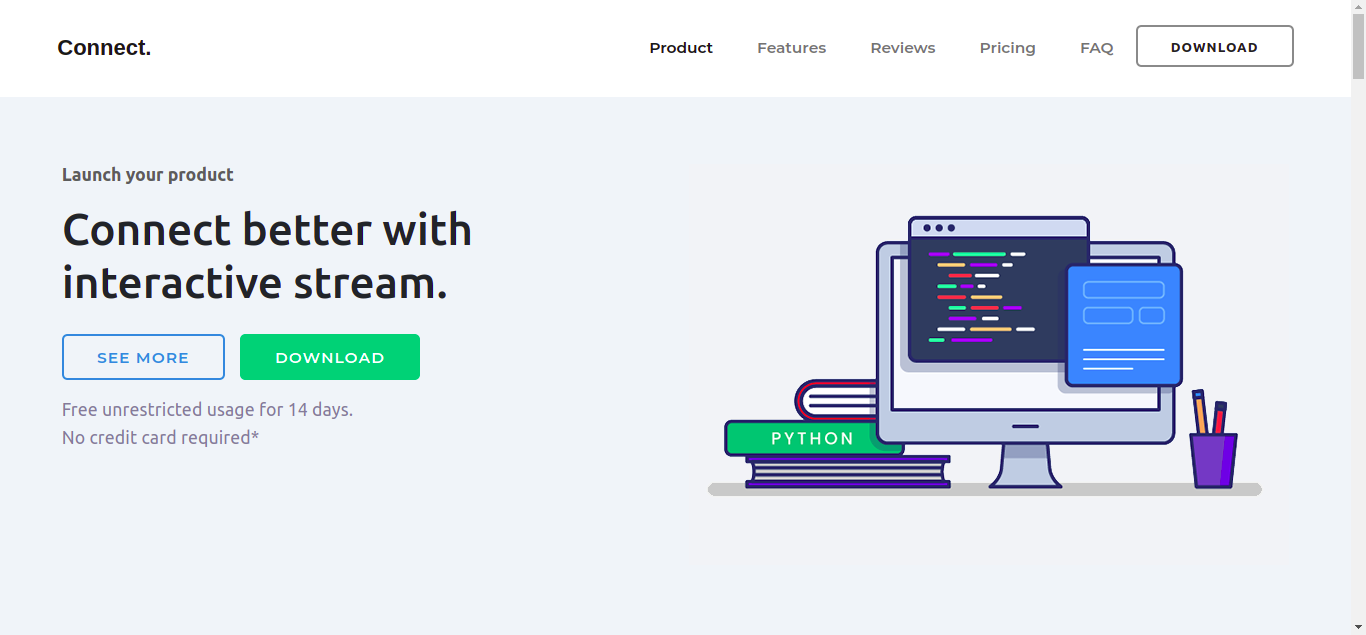 Connect.
Product Features Reviews Pricing FAQ DOWNLOAD
Launch your product
Connect better with
interactive stream.
SEE MORE DOWNLOAD
Free unrestricted usage for 14 days.
No credit card required*
PYTHON